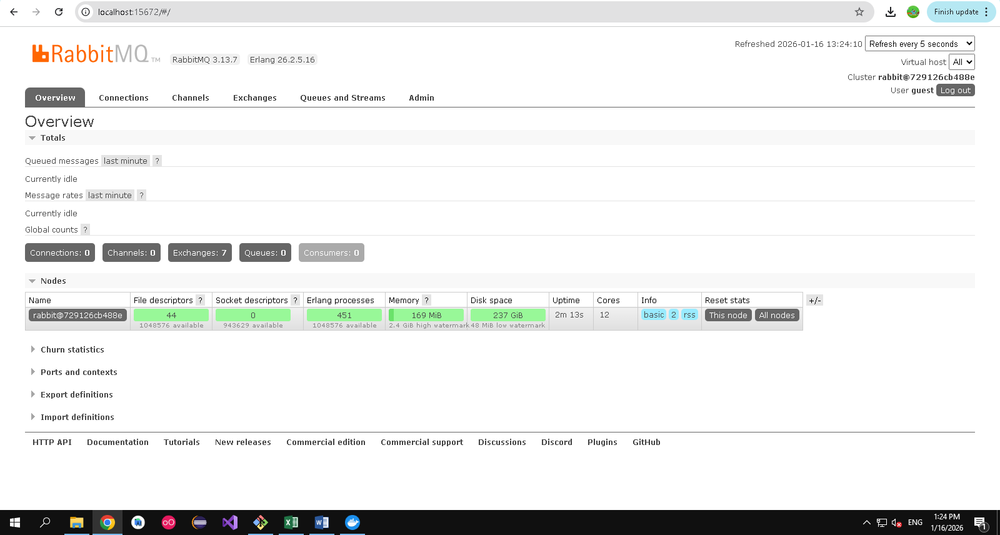 localhost:15672/#/
Finish update
Refreshed 2026-01-16 13:24:10 Refresh every 5 seconds
RabbitMQ TM RabbitMQ 3.13.7 Erlang 26.2.5.16
Virtual host All
Cluster rabbit@729126cb488e
User guest Log out
Overview Connections Channels Exchanges Queues and Streams Admin
Overview
Totals
Queued messages last minute ?
Currently idle
Message rates last minute ?
Currently idle
Global counts ?
Connections: 0 Channels: 0 Exchanges: 7 Queues: 0 Consumers: 0
Nodes
Name File descriptors ? Socket descriptors ? Erlang processes Memory ? Disk space Uptime Cores Info Reset stats +/-
rabbit@729126cb488e 44 0 451 169 MiB 237 GiB 2m 13s 12 basic 2 rss This node All nodes
1048576 available 943629 available 1048576 available 2.4 GiB high watermark 48 MiB low watermark
Churn statistics
Ports and contexts
Export definitions
Import definitions
HTTP API Documentation Tutorials New releases Commercial edition Commercial support Discussions Discord Plugins GitHub
ENG
1:24 PM
1/16/2026
1